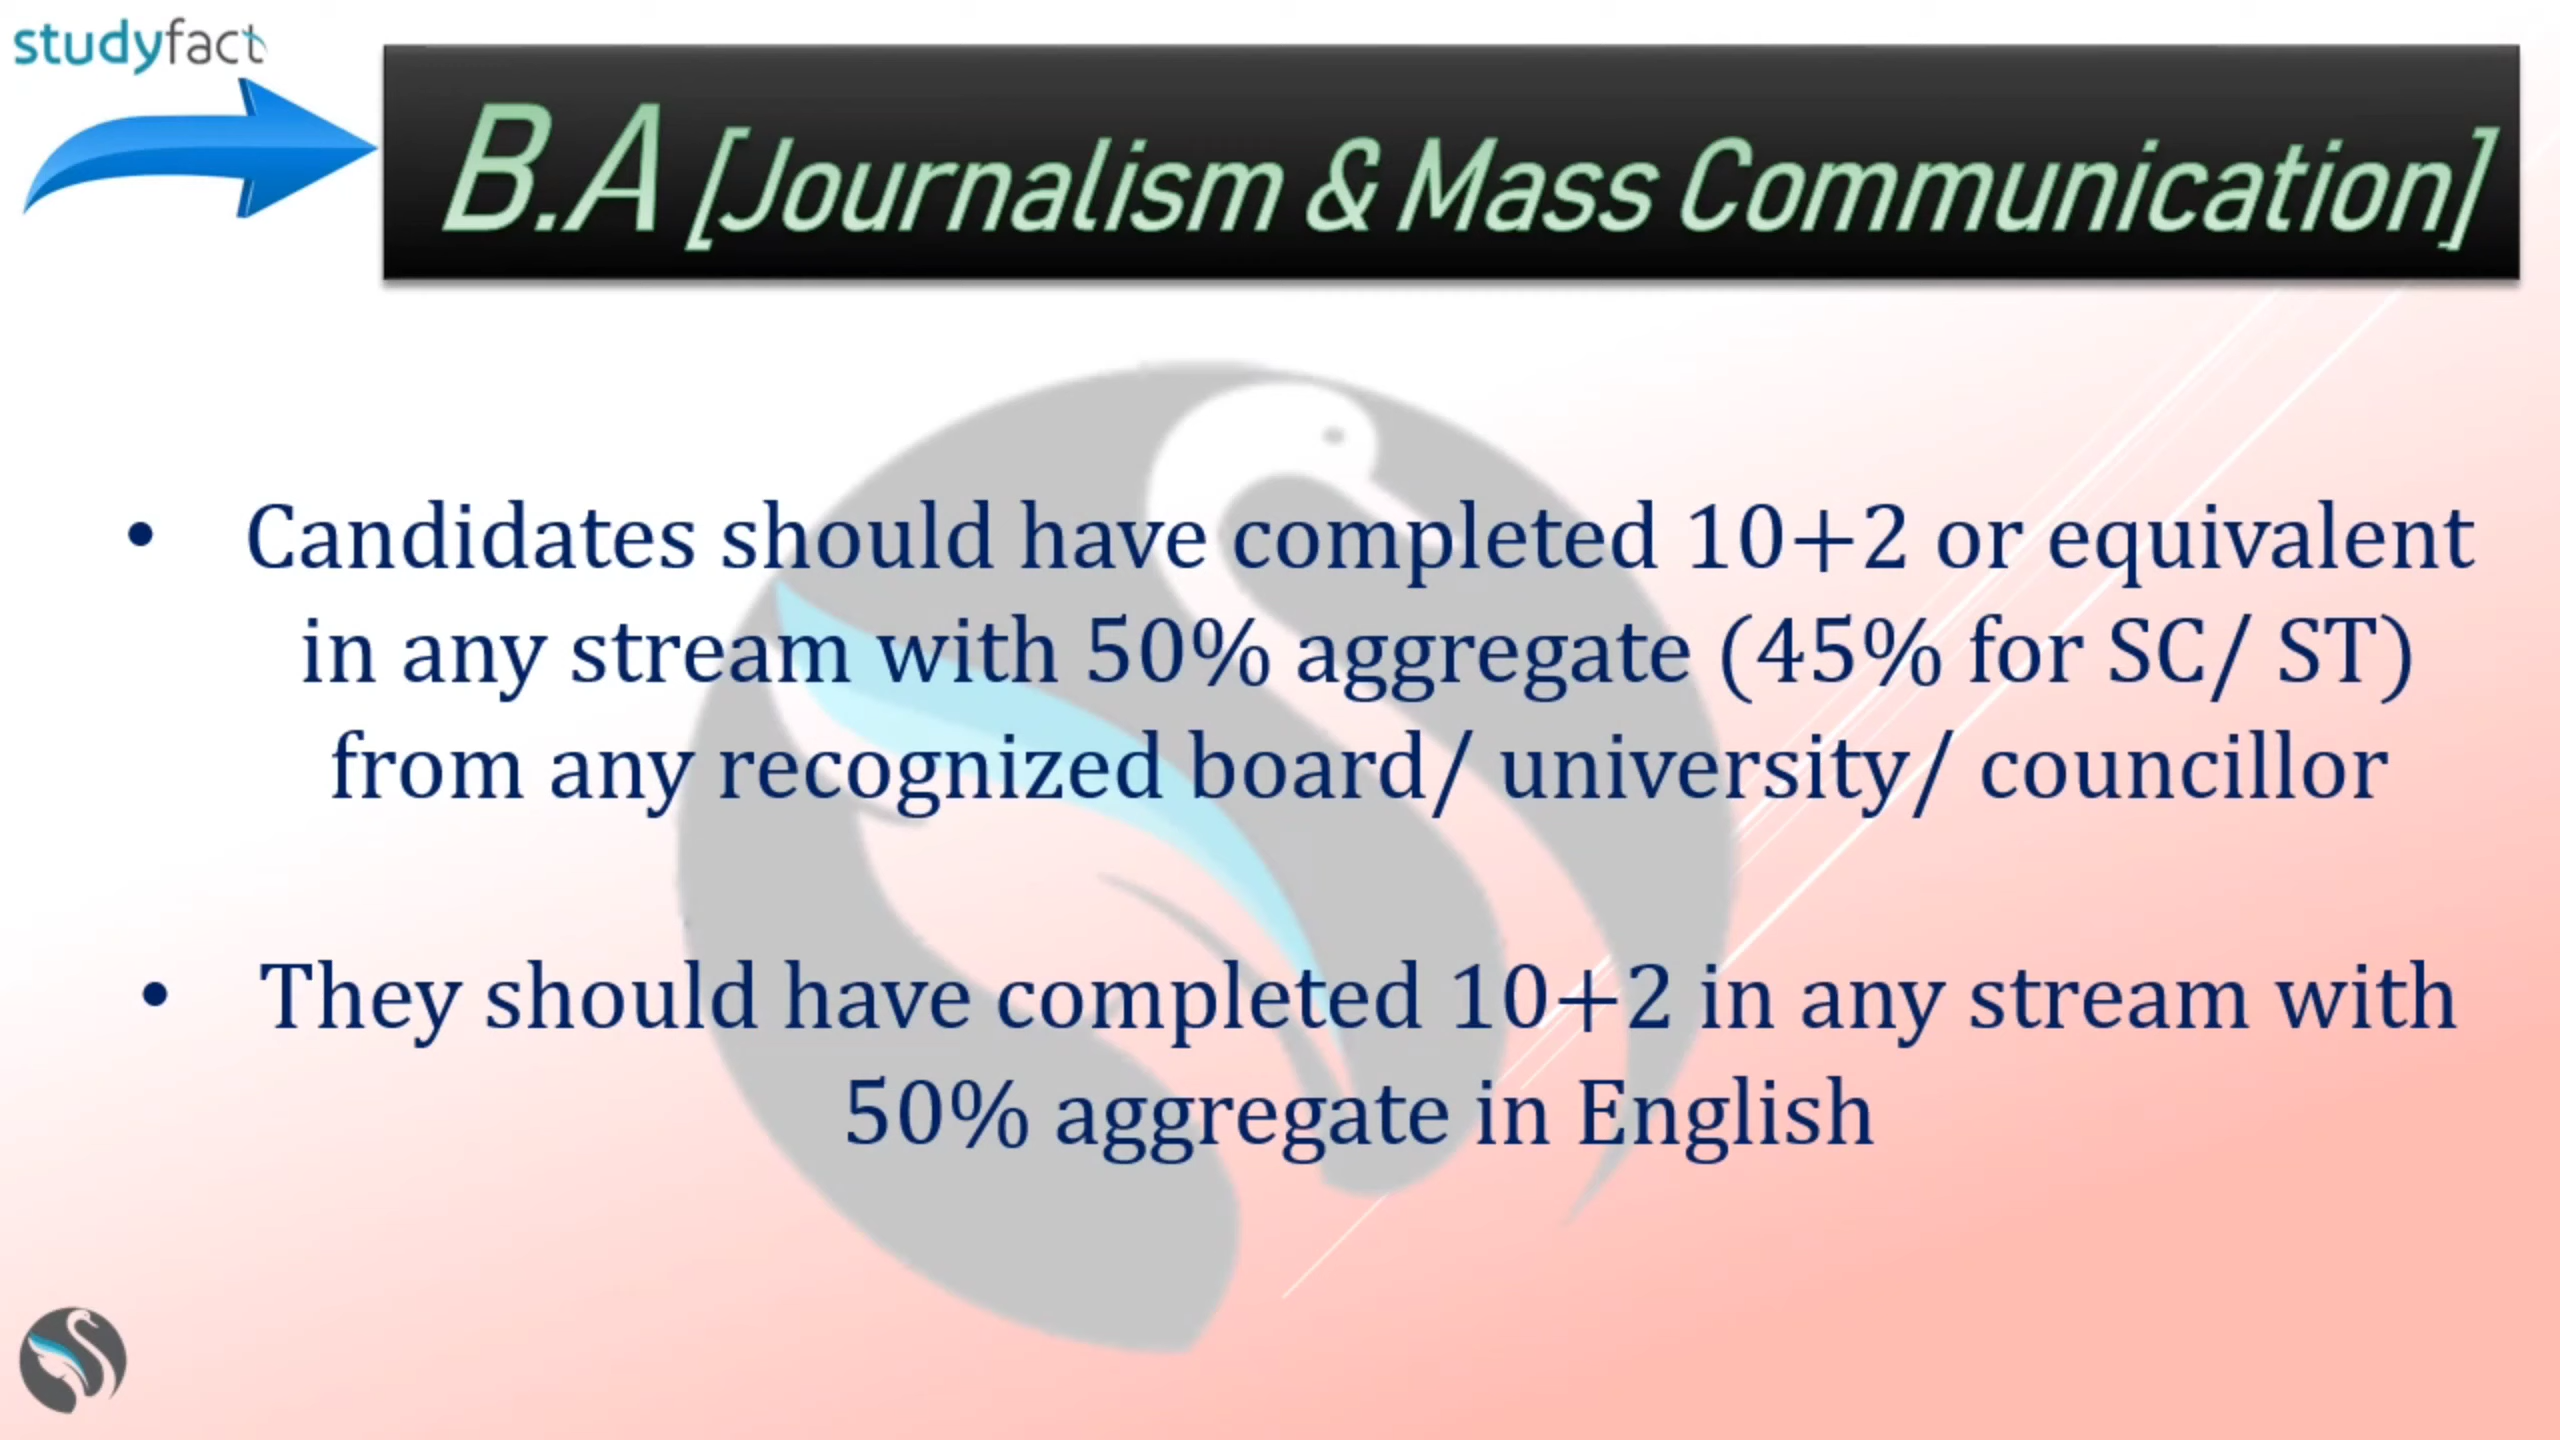 studyfact
B.A [Journalism & Mass Communication]
• Candidates should have completed 10+2 or equivalent
in any stream with 50% aggregate (45% for SC/ ST)
from any recognized board/ university/ councillor
• They should have completed 10+2 in any stream with
50% aggregate in English